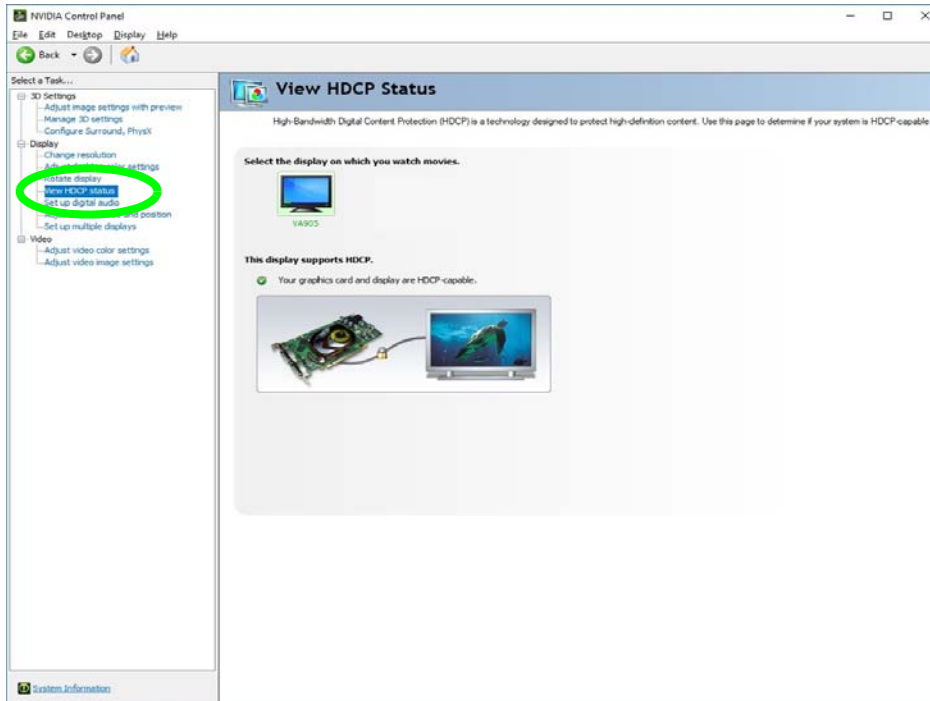 NVIDIA Control Panel
File Edit Desktop Display Help
Back
Select a Task...
3D Settings
Adjust image settings with preview
Manage 3D settings
Configure Surround, PhysX
Display
Change resolution
settings
Rotate display
View HDCP status
Set up digital audio
and position
Set up multiple displays
Video
Adjust video color settings
Adjust video image settings
System Information
View HDCP Status
High-Bandwidth Digital Content Protection (HDCP) is a technology designed to protect high-definition content. Use this page to determine if your system is HDCP-capable
Select the display on which you watch movies.
VA905
This display supports HDCP.
Your graphics card and display are HDCP-capable.